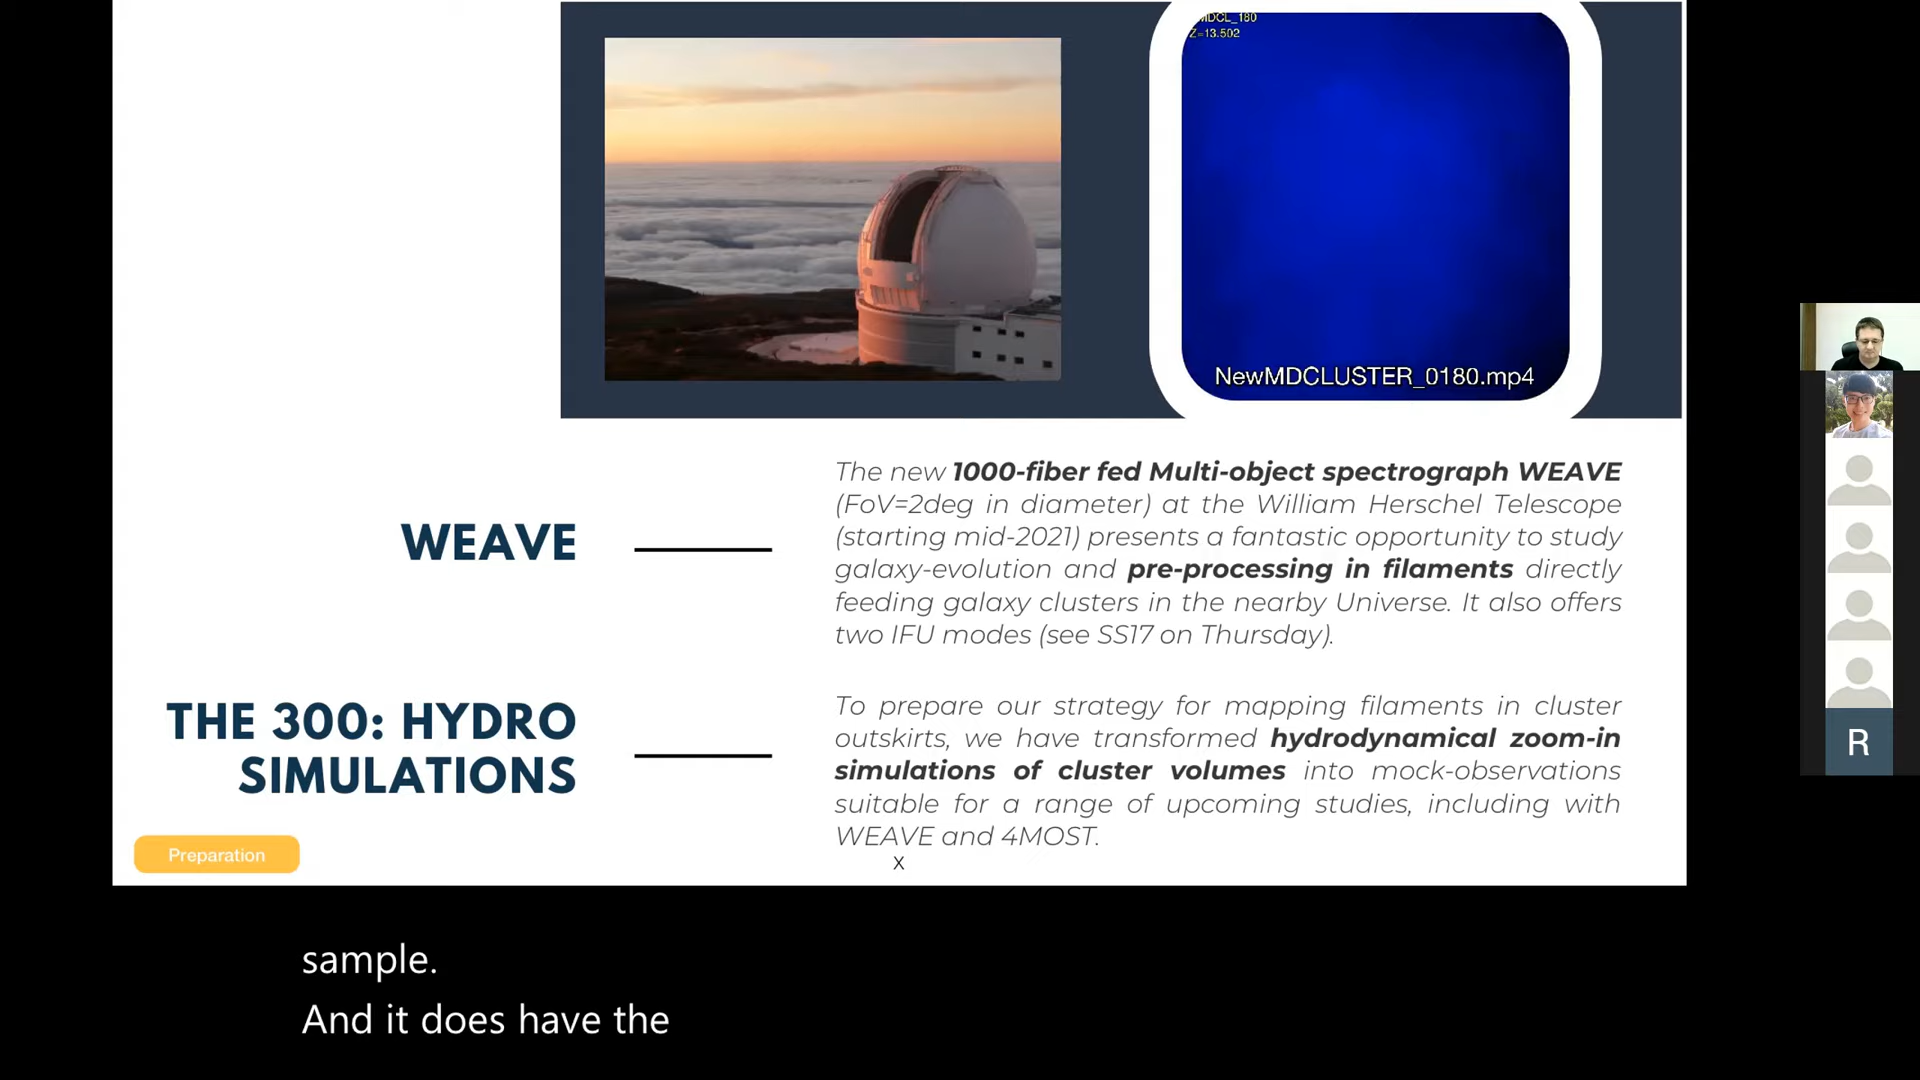 MDCL_180
Z=13.502
NewMDCLUSTER_0180.mp4
WEAVE
The new 1000-fiber fed Multi-object spectrograph WEAVE
(FoV=2deg in diameter) at the William Herschel Telescope
(starting mid-2021) presents a fantastic opportunity to study
galaxy-evolution and pre-processing in filaments directly
feeding galaxy clusters in the nearby Universe. It also offers
two IFU modes (see SS17 on Thursday).
THE 300: HYDRO
SIMULATIONS
To prepare our strategy for mapping filaments in cluster
outskirts, we have transformed hydrodynamical zoom-in
simulations of cluster volumes into mock-observations
suitable for a range of upcoming studies, including with
WEAVE and 4MOST.
X
Preparation
R
sample.
And it does have the